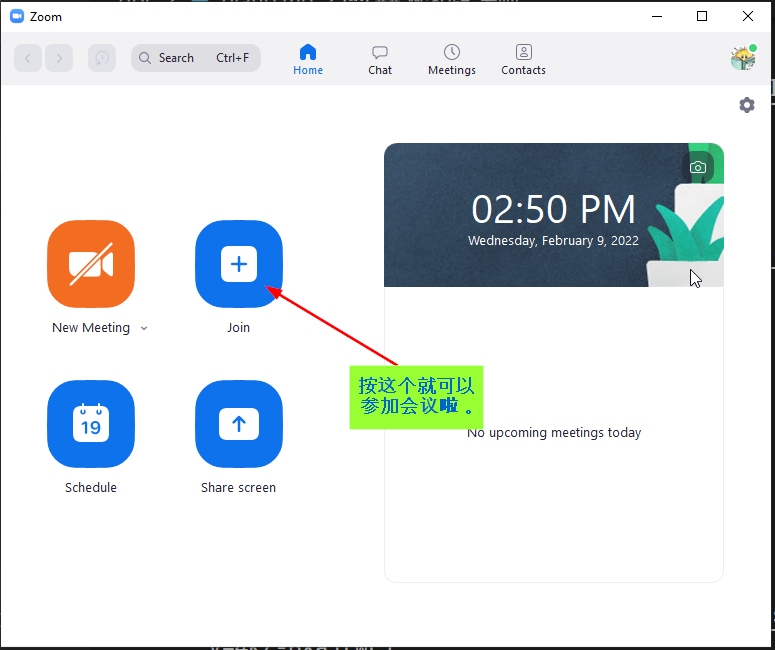 Zoom
Search Ctrl+F
Home
Chat
Meetings
Contacts
02:50 PM
Wednesday, February 9, 2022
New Meeting
Join
按这个就可以
参加会议啦。
No upcoming meetings today
19
Schedule
Share screen